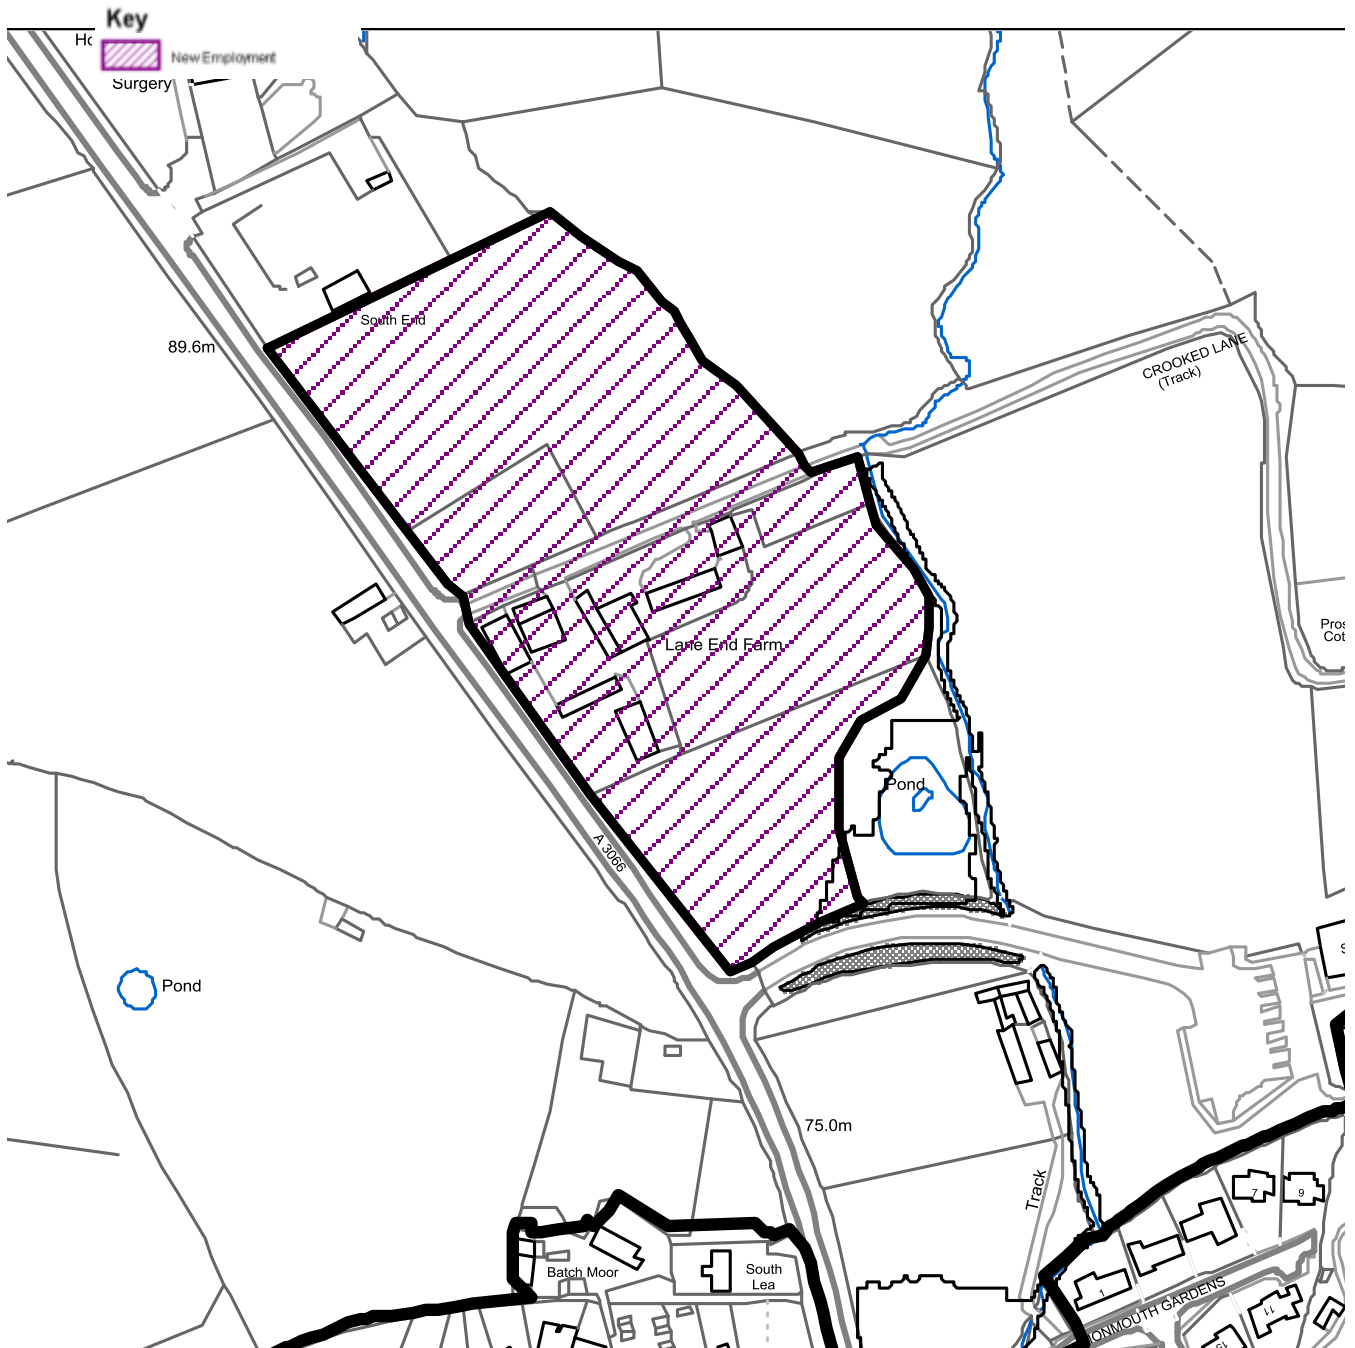 Key
New Employment
Surgery
South End
89.6m
CROOKED LANE
(Track)
Lane End Farm
Pond
A 3066
Pond
75.0m
Track
7
9
Batch Moor
South
Lea
1
MONMOUTH GARDENS
11